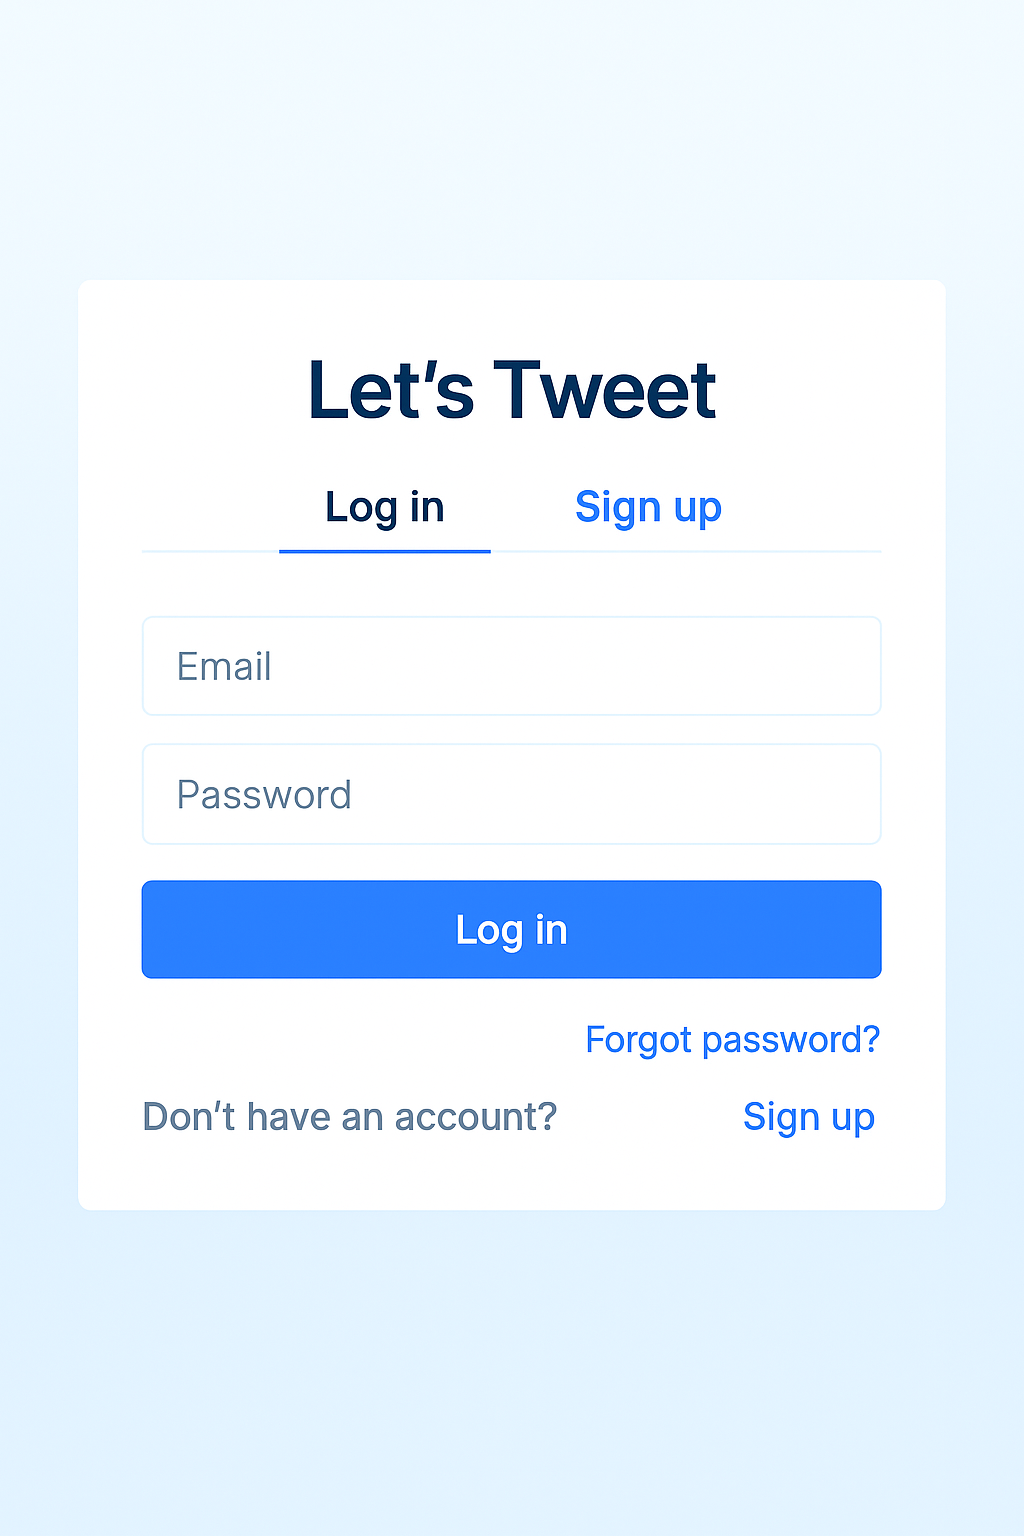 Let's Tweet
Log in Sign up
Email
Password
Log in
Forgot password?
Don't have an account? Sign up